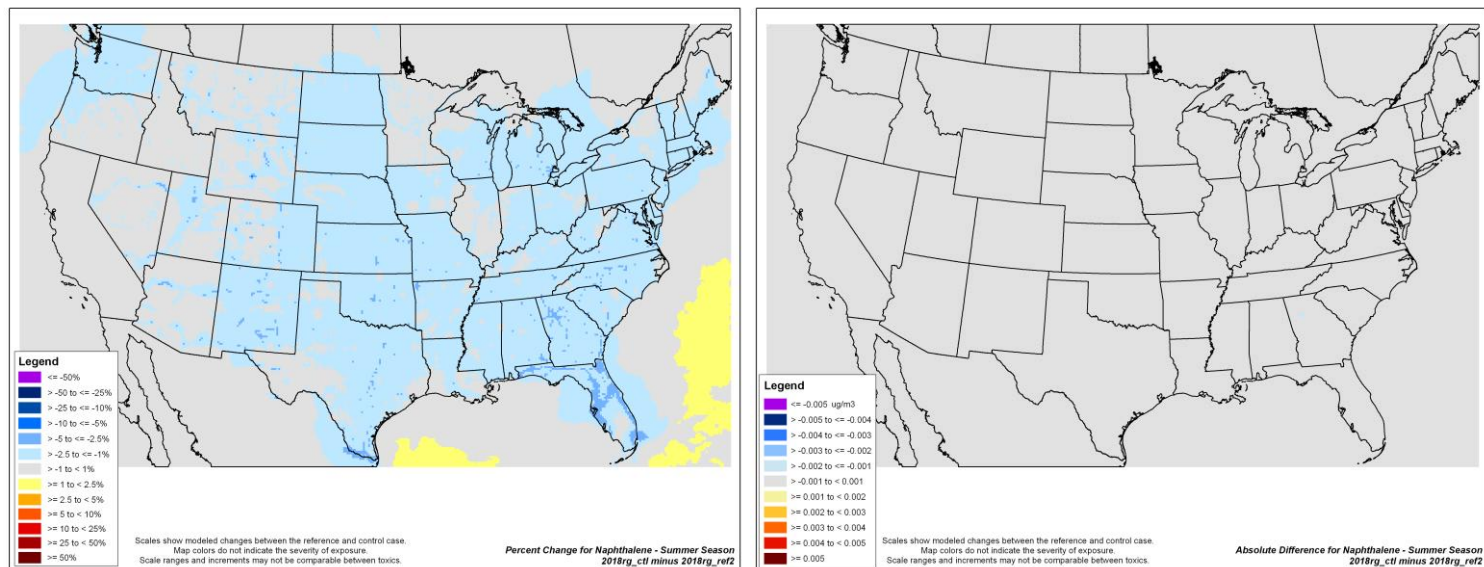 Legend
<= -50%
> -50 to <= -25%
> -25 to <= -10%
> -10 to <= -5%
> -5 to <= -2.5%
> -2.5 to <= -1%
> -1 to < 1%
>= 1 to < 2.5%
>= 2.5 to < 5%
>= 5 to < 10%
>= 10 to < 25%
>= 25 to < 50%
>= 50%
Scales show modeled changes between the reference and control case.
Map colors do not indicate the severity of exposure.
Scale ranges and increments may not be comparable between toxics.
Percent Change for Naphthalene - Summer Season
2018rg_ctl minus 2018rg_ref2
Legend
<= -0.005 ug/m3
> -0.005 to <= -0.004
> -0.004 to <= -0.003
> -0.003 to <= -0.002
> -0.002 to <= -0.001
> -0.001 to < 0.001
>= 0.001 to < 0.002
>= 0.002 to < 0.003
>= 0.003 to < 0.004
>= 0.004 to < 0.005
>= 0.005
Scales show modeled changes between the reference and control case.
Map colors do not indicate the severity of exposure.
Scale ranges and increments may not be comparable between toxics.
Absolute Difference for Naphthalene - Summer Season
2018rg_ctl minus 2018rg_ref2